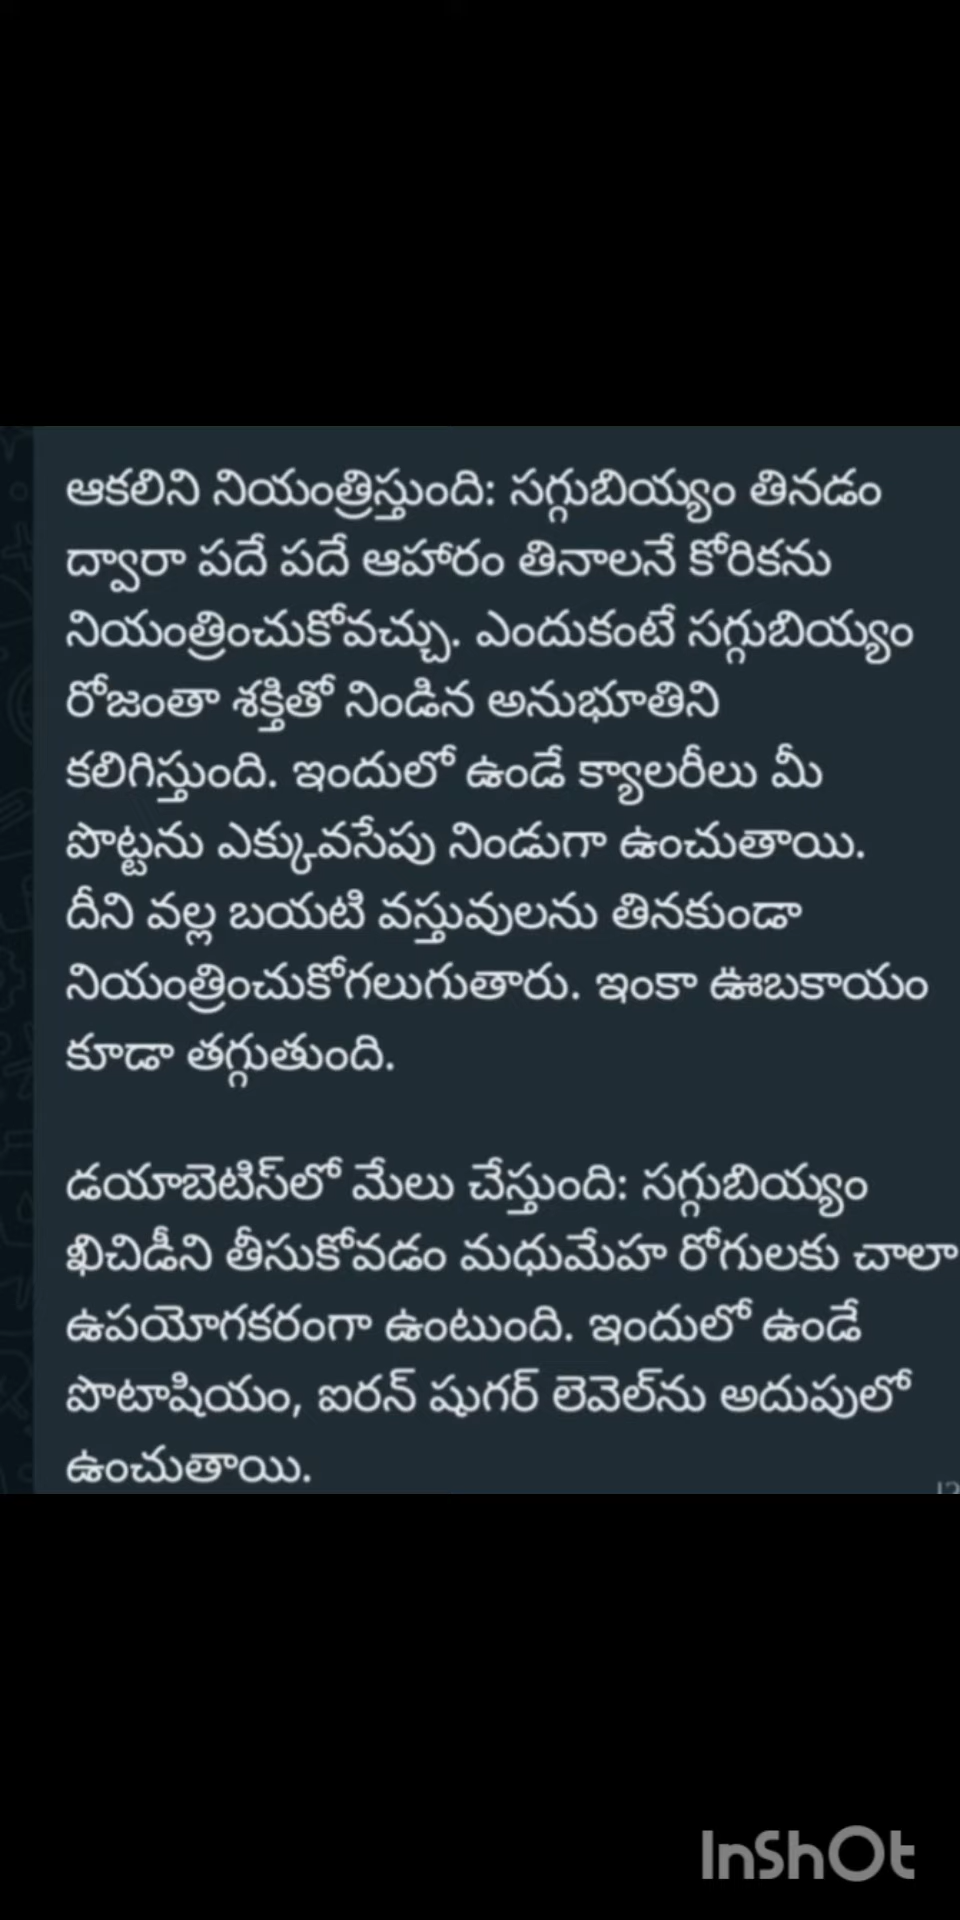 ఆకలిని నియంత్రిస్తుంది: సగ్గుబియ్యం తినడం
ద్వారా పదే పదే ఆహారం తినాలనే కోరికను
నియంత్రించుకోవచ్చు. ఎందుకంటే సగ్గుబియ్యం
రోజంతా శక్తితో నిండిన అనుభూతిని
కలిగిస్తుంది. ఇందులో ఉండే క్యాలరీలు మీ
పొట్టను ఎక్కువసేపు నిండుగా ఉంచుతాయి.
దీని వల్ల బయటి వస్తువులను తినకుండా
నియంత్రించుకోగలుగుతారు. ఇంకా ఊబకాయం
కూడా తగ్గుతుంది.
డయాబెటిస్‌లో మేలు చేస్తుంది: సగ్గుబియ్యం
ఖిచిడీని తీసుకోవడం మధుమేహ రోగులకు చాలా
ఉపయోగకరంగా ఉంటుంది. ఇందులో ఉండే
పొటాషియం, ఐరన్ షుగర్ లెవెల్‌ను అదుపులో
ఉంచుతాయి.
InShOt